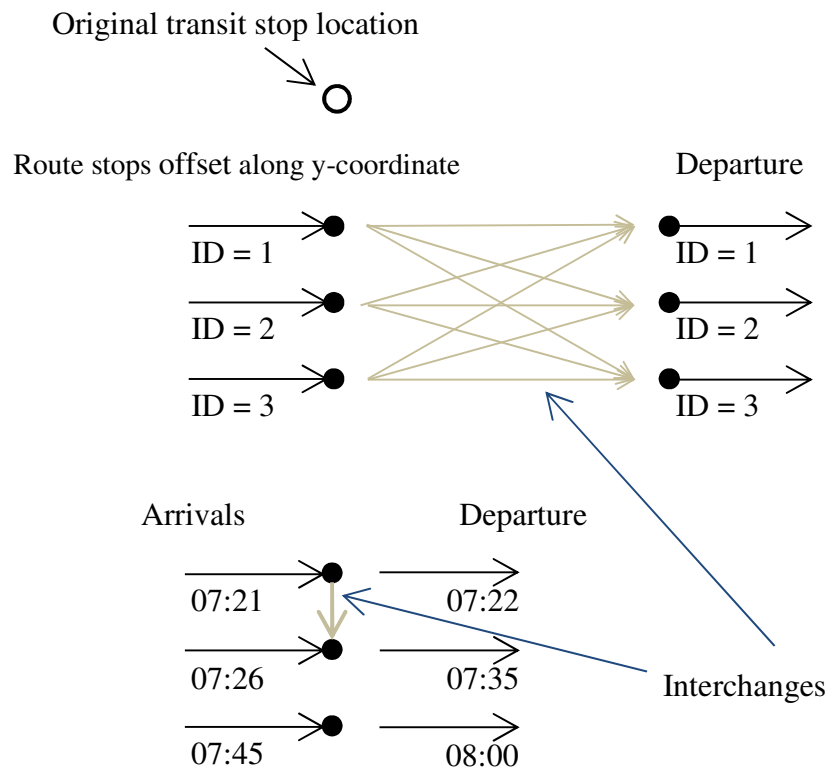 Original transit stop location
Route stops offset along y-coordinate
Departure
ID = 1
ID = 1
ID = 2
ID = 2
ID = 3
ID = 3
Arrivals
Departure
07:21
07:22
07:26
07:35
Interchanges
07:45
08:00